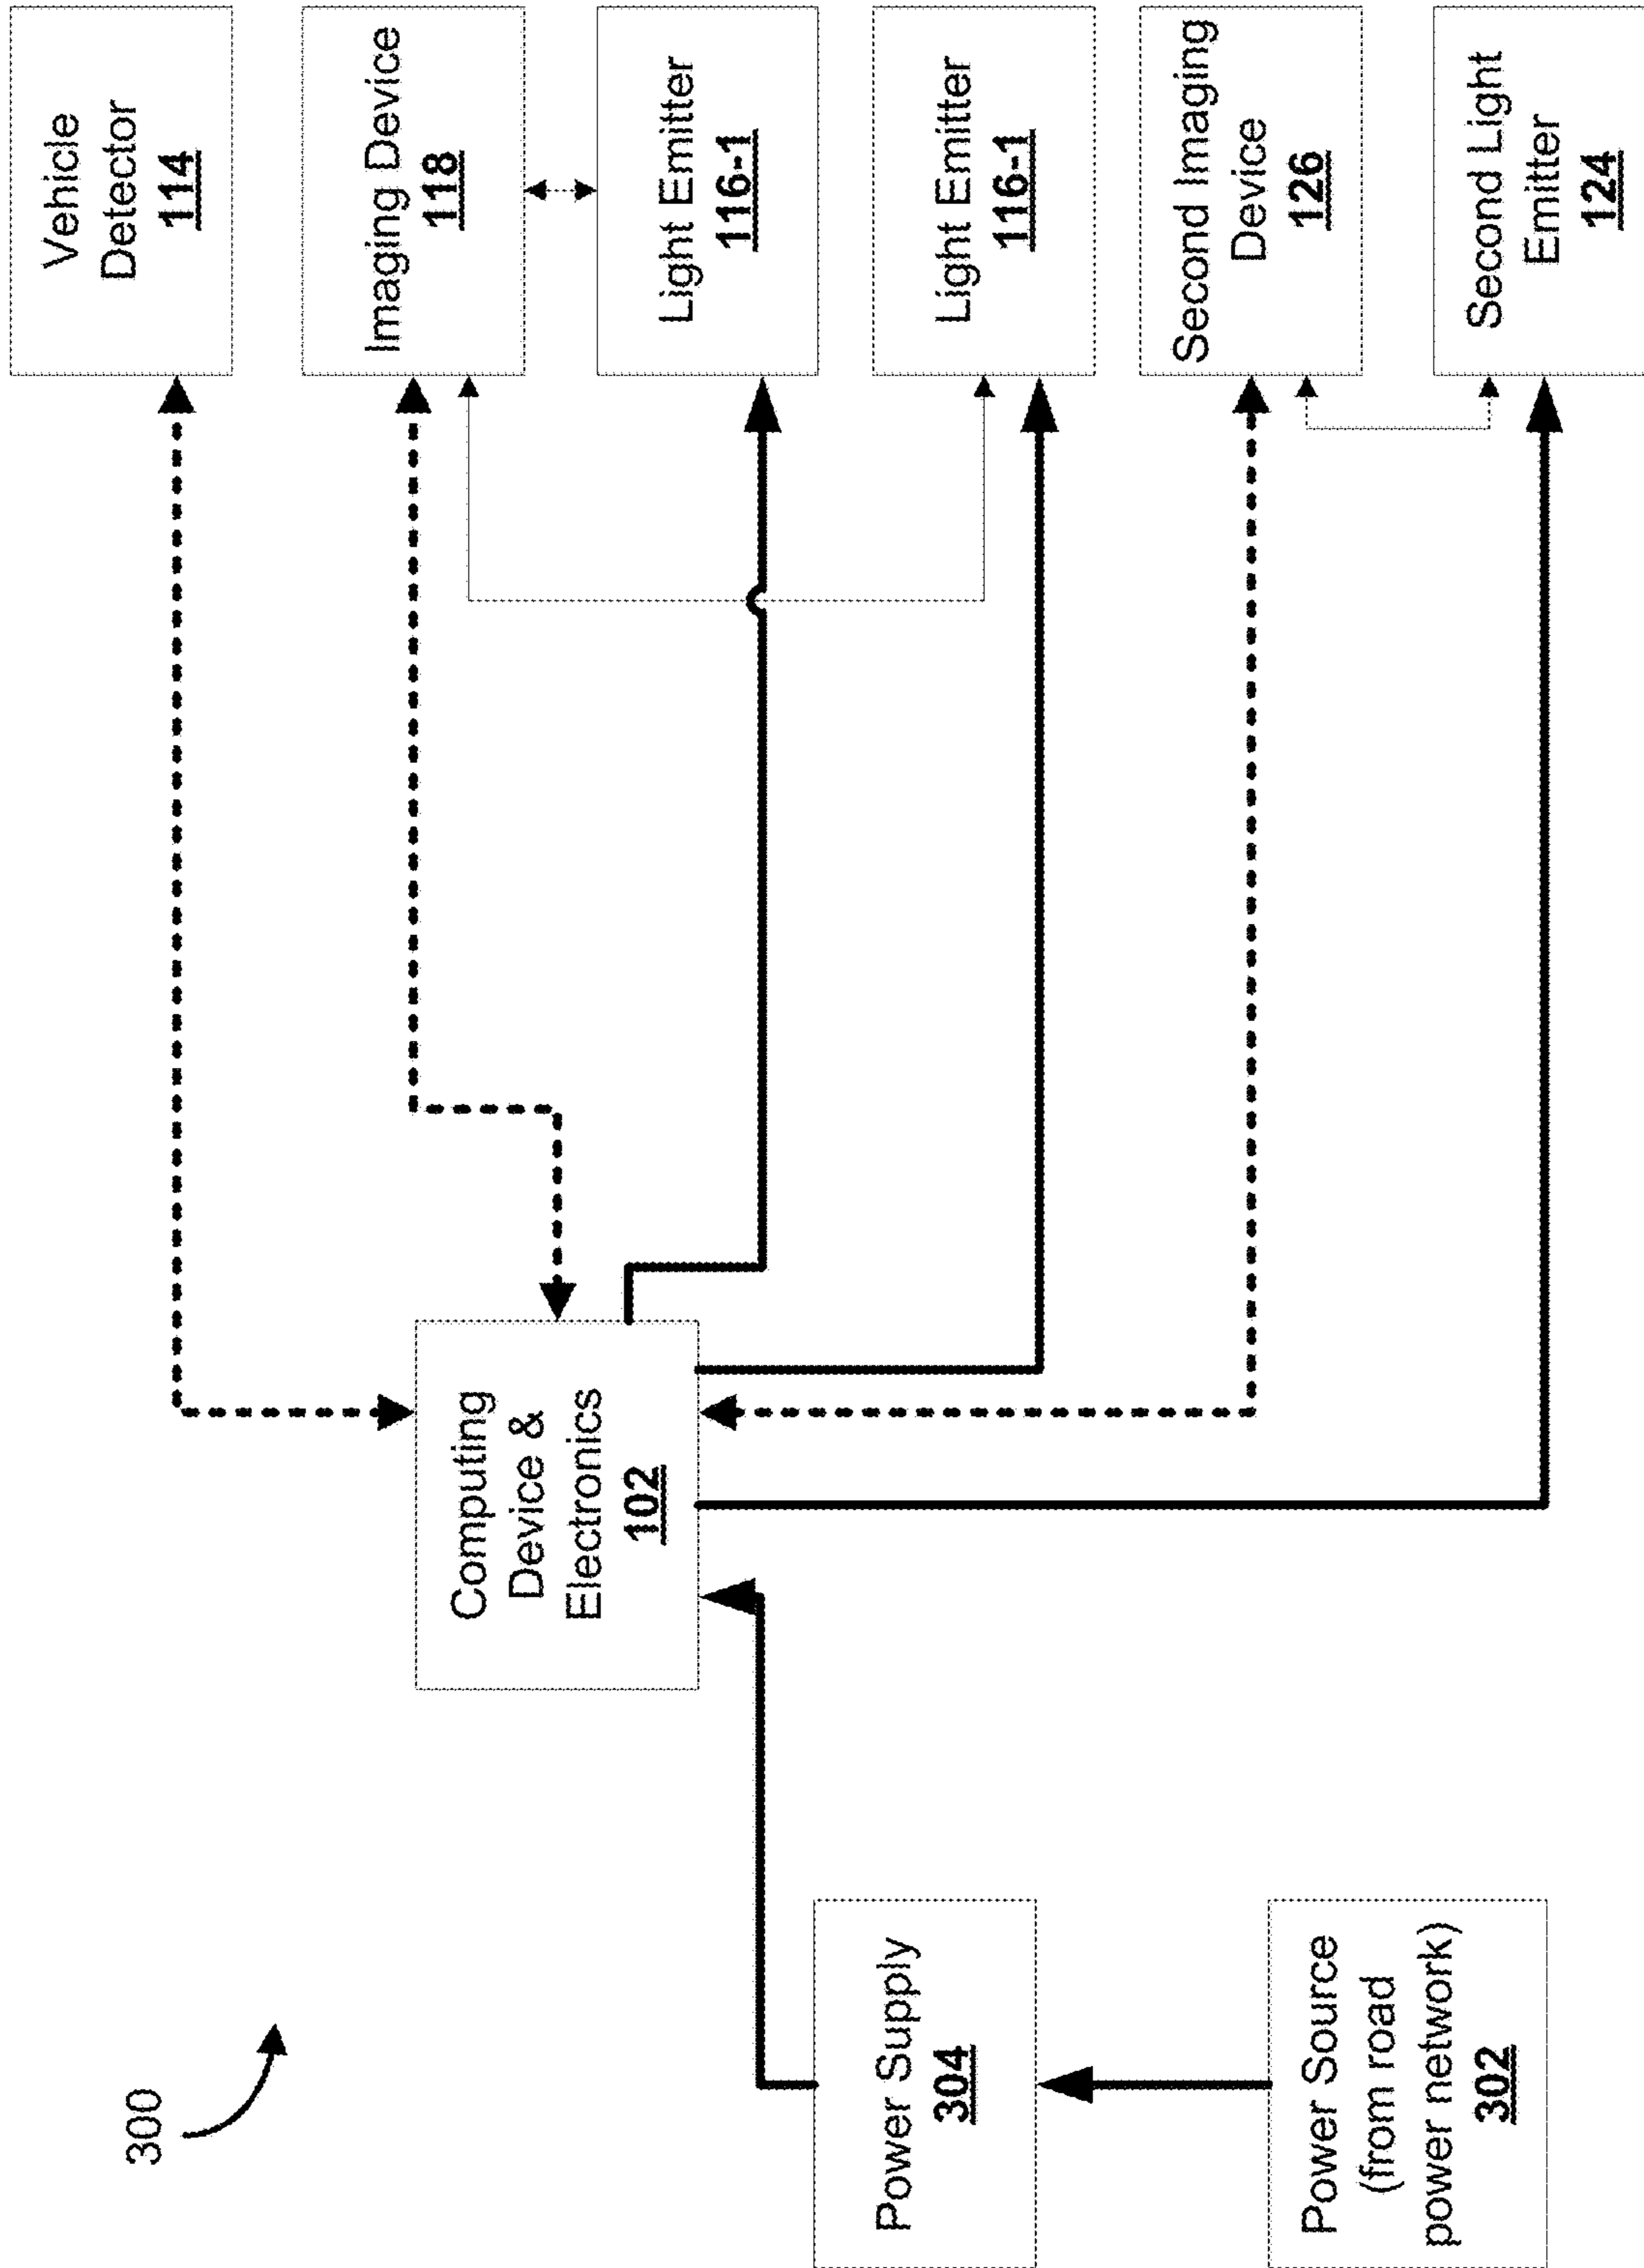 300
Vehicle
Detector
114
Imaging Device
118
Light Emitter
116-1
Light Emitter
116-1
Second Imaging
Device
126
Second Light
Emitter
124
Computing
Device &
Electronics
102
Power Supply
304
Power Source
(from road
power network)
302